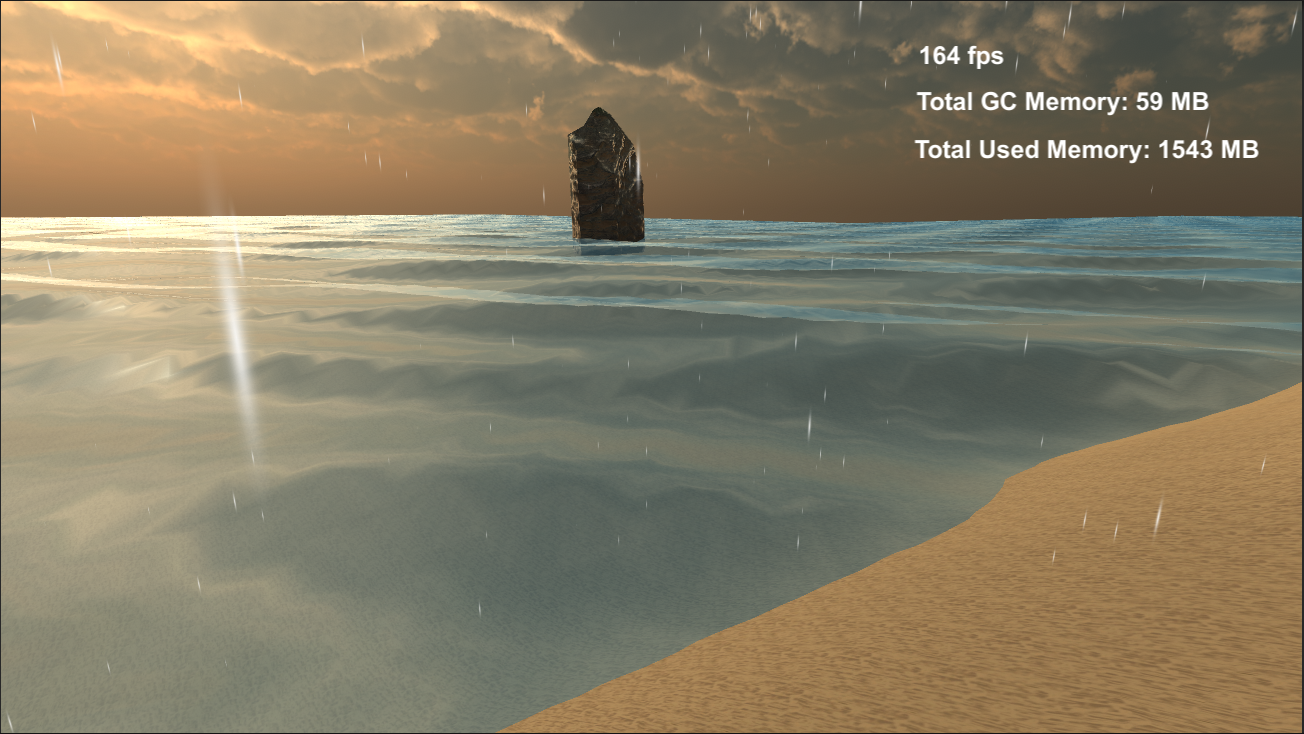 164 fps
Total GC Memory: 59 MB
Total Used Memory: 1543 MB